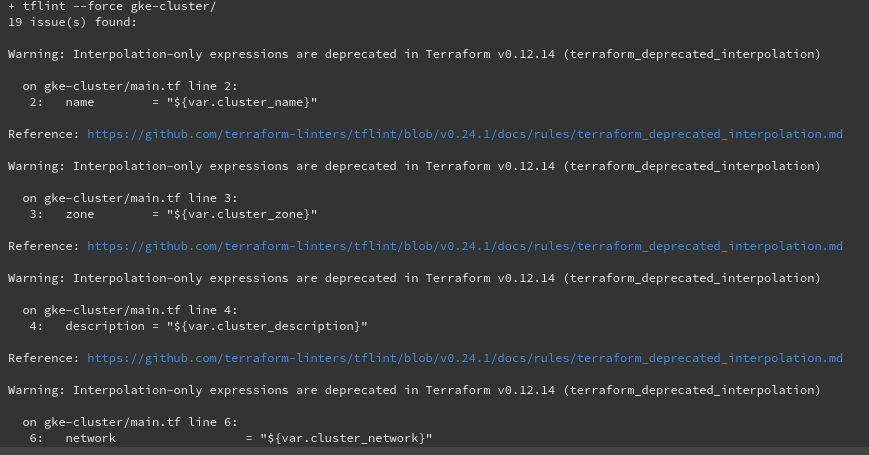 + tflint --force gke-cluster/
19 issue(s) found:
Warning: Interpolation-only expressions are deprecated in Terraform v0.12.14 (terraform_deprecated_interpolation)
on gke-cluster/main.tf line 2:
2: name = "${var.cluster_name}"
Reference: https://github.com/terraform-linters/tflint/blob/v0.24.1/docs/rules/terraform_deprecated_interpolation.md
Warning: Interpolation-only expressions are deprecated in Terraform v0.12.14 (terraform_deprecated_interpolation)
on gke-cluster/main.tf line 3:
3: zone = "${var.cluster_zone}"
Reference: https://github.com/terraform-linters/tflint/blob/v0.24.1/docs/rules/terraform_deprecated_interpolation.md
Warning: Interpolation-only expressions are deprecated in Terraform v0.12.14 (terraform_deprecated_interpolation)
on gke-cluster/main.tf line 4:
4: description = "${var.cluster_description}"
Reference: https://github.com/terraform-linters/tflint/blob/v0.24.1/docs/rules/terraform_deprecated_interpolation.md
Warning: Interpolation-only expressions are deprecated in Terraform v0.12.14 (terraform_deprecated_interpolation)
on gke-cluster/main.tf line 6:
6: network = "${var.cluster_network}"